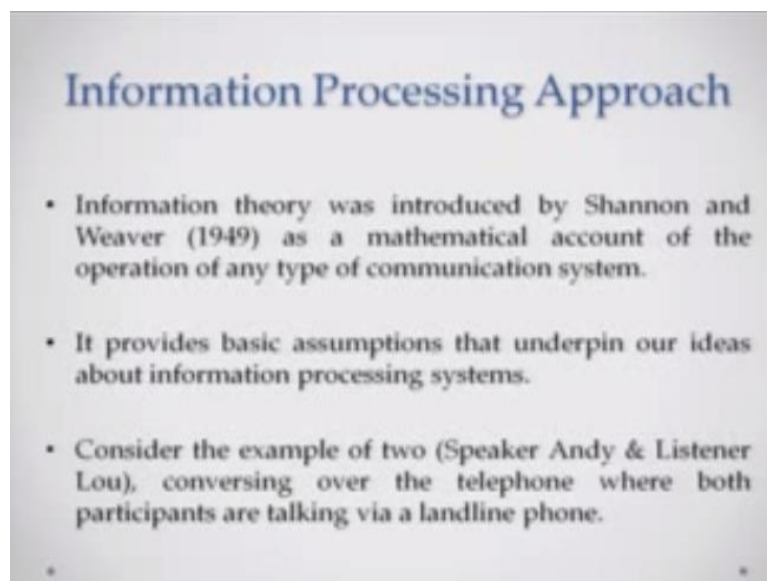 Information Processing Approach
• Information theory was introduced by Shannon and
Weaver (1949) as a mathematical account of the
operation of any type of communication system.
• It provides basic assumptions that underpin our ideas
about information processing systems.
• Consider the example of two (Speaker Andy & Listener
Lou), conversing over the telephone where both
participants are talking via a landline phone.